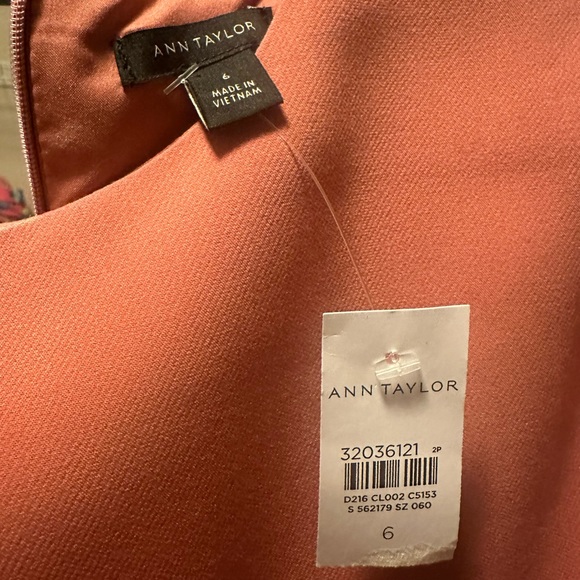 ANN TAYLOR
6
MADE IN
VIETNAM
ANN TAYLOR
32036121 2P
D216 CL002 C5153
S 562179 SZ 060
6